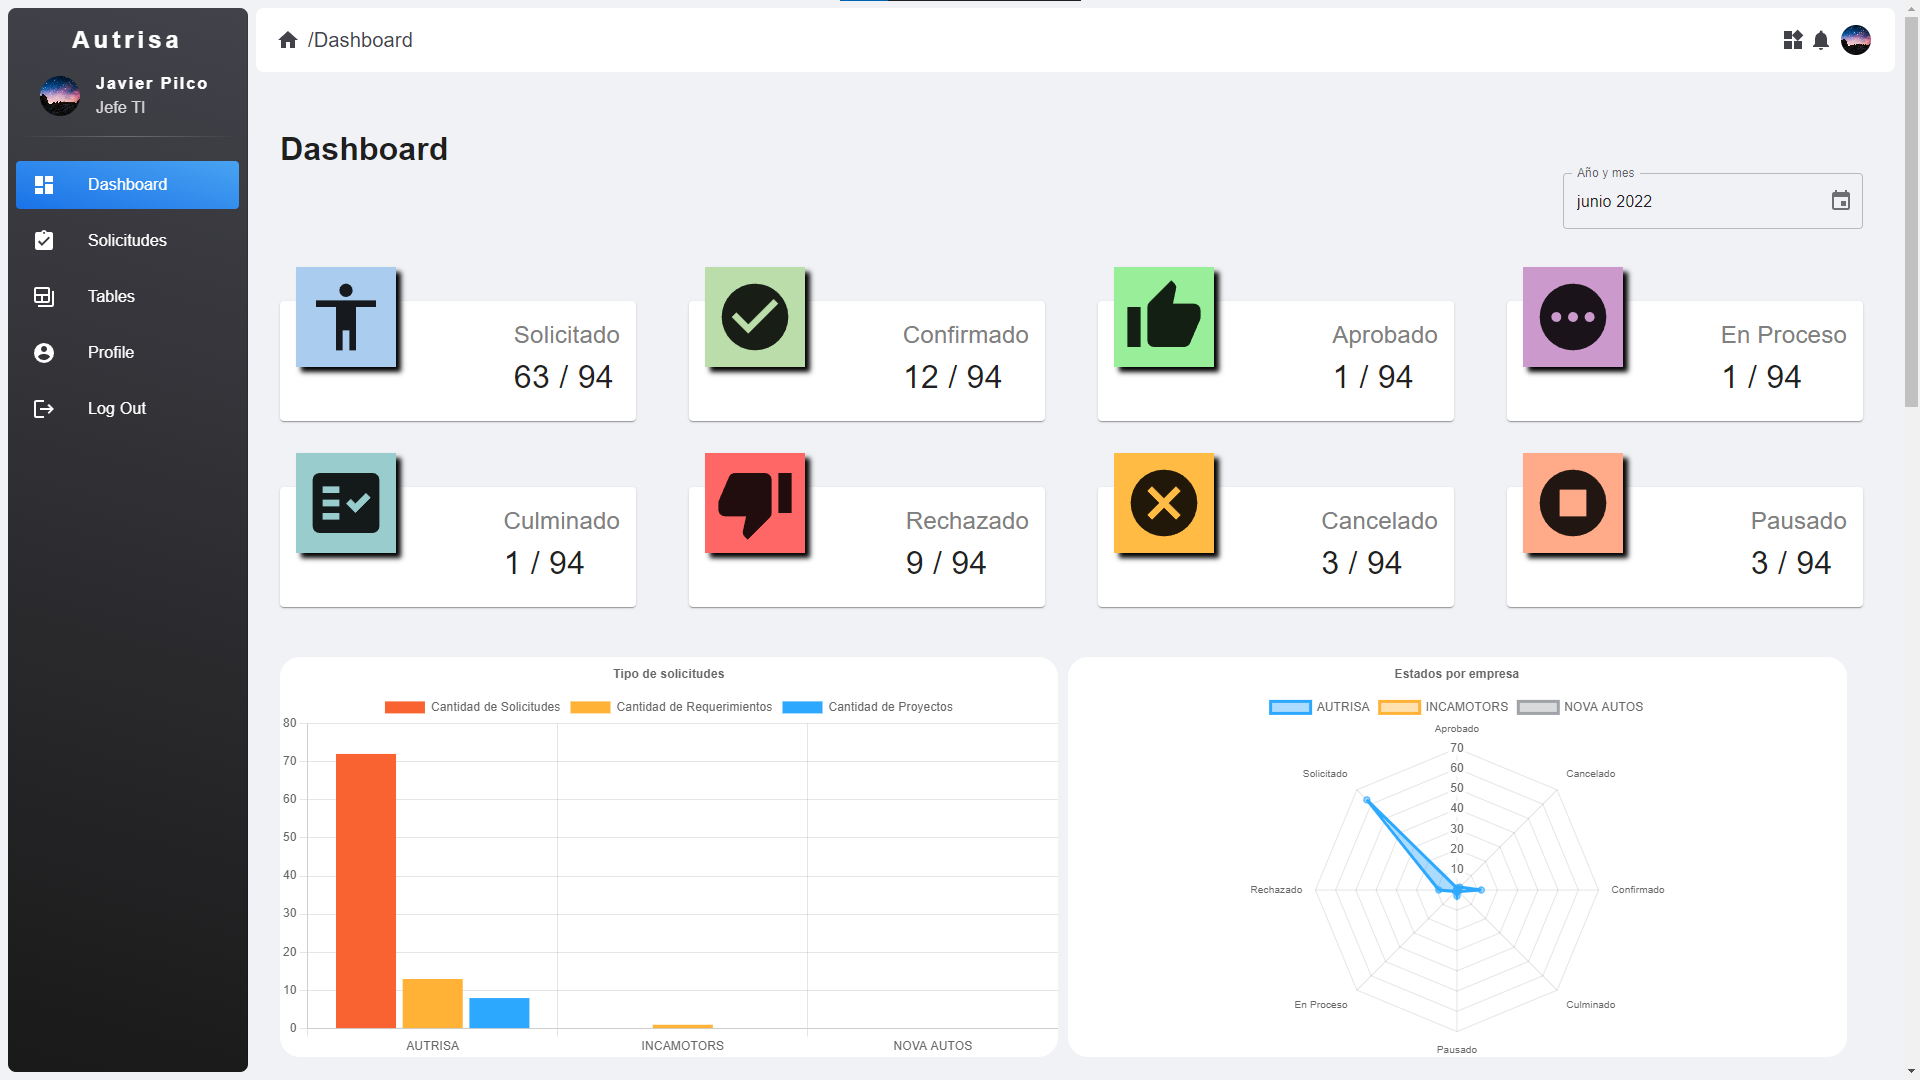 Autrisa
Javier Pilco
Jefe TI
Dashboard
Solicitudes
Tables
Profile
Log Out
/Dashboard
Dashboard
Año y mes
junio 2022
Solicitado
63 / 94
Confirmado
12 / 94
Aprobado
1 / 94
En Proceso
1 / 94
Culminado
1 / 94
Rechazado
9 / 94
Cancelado
3 / 94
Pausado
3 / 94
Tipo de solicitudes
Cantidad de Solicitudes Cantidad de Requerimientos Cantidad de Proyectos
80
70
60
50
40
30
20
10
0
AUTRISA INCAMOTORS NOVA AUTOS
Estados por empresa
AUTRISA INCAMOTORS NOVA AUTOS
Aprobado
70
60
50
40
30
20
10
Solicitado Cancelado
Rechazado Confirmado
En Proceso Culminado
Pausado